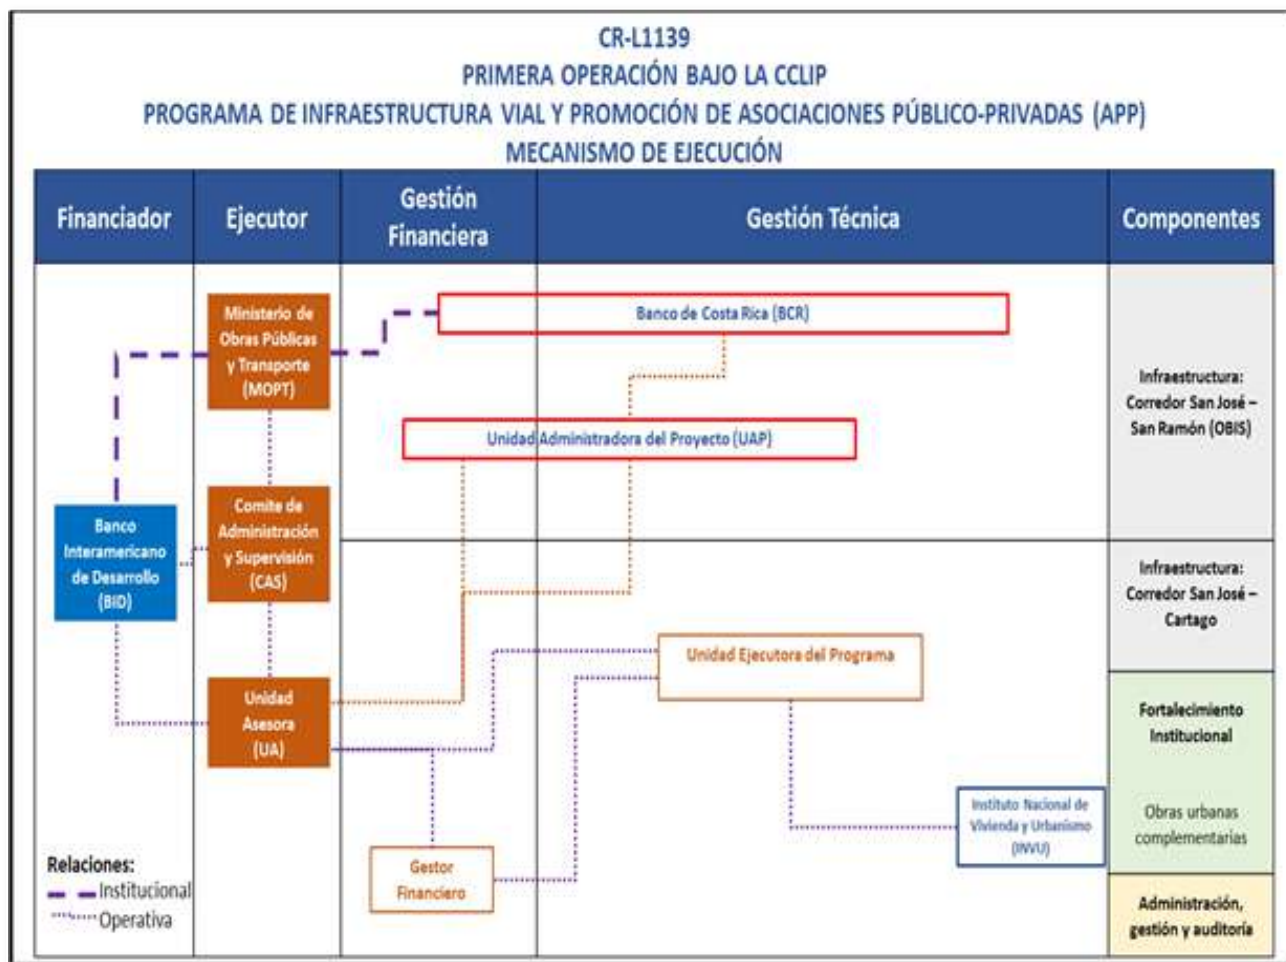 CR-L1139
PRIMERA OPERACIÓN BAJO LA CCLIP
PROGRAMA DE INFRAESTRUCTURA VIAL Y PROMOCIÓN DE ASOCIACIONES PÚBLICO-PRIVADAS (APP)
MECANISMO DE EJECUCIÓN
Financiador
Ejecutor
Gestión
Financiera
Gestión Técnica
Componentes
Ministerio de
Obras Públicas
y Transporte
(MOPT)
Banco de Costa Rica (BCR)
Infraestructura:
Corredor San José –
San Ramón (OBIS)
Unidad Administradora del Proyecto (UAP)
Banco
Interamericano
de Desarrollo
(BID)
Comite de
Administración
y Supervisión
(CAS)
Infraestructura:
Corredor San José –
Cartago
Unidad Ejecutora del Programa
Unidad
Asesora
(UA)
Fortalecimiento
Institucional
Instituto Nacional de
Vivienda y Urbanismo
(INVU)
Obras urbanas
complementarias
Gestor
Financiero
Relaciones:
Institucional
Operativa
Administración,
gestión y auditoría